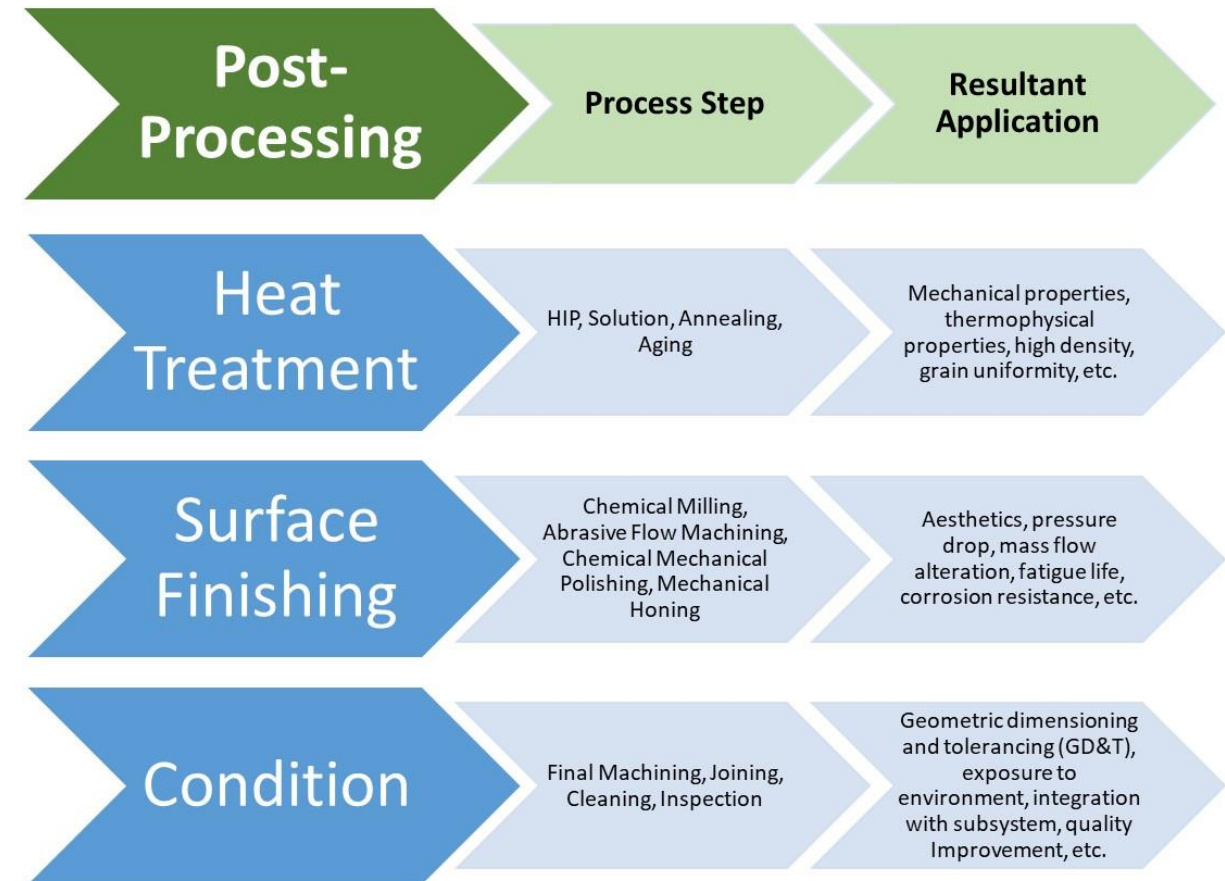 Post-
Processing
Process Step
Resultant
Application
Heat
Treatment
HIP, Solution, Annealing,
Aging
Mechanical properties,
thermophysical
properties, high density,
grain uniformity, etc.
Surface
Finishing
Chemical Milling,
Abrasive Flow Machining,
Chemical Mechanical
Polishing, Mechanical
Honing
Aesthetics, pressure
drop, mass flow
alteration, fatigue life,
corrosion resistance, etc.
Condition
Final Machining, Joining,
Cleaning, Inspection
Geometric dimensioning
and tolerancing (GD&T),
exposure to
environment, integration
with subsystem, quality
Improvement, etc.